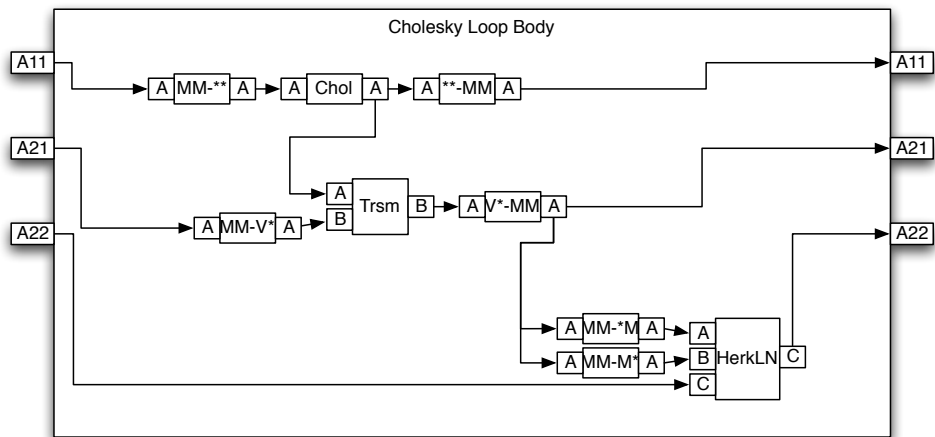 Cholesky Loop Body
A11 A MM-** A A Chol A A **-MM A A11
A21 A21
A Trsm B A V*-MM A
A MM-V* A B
A22 A22
A MM-*M A A HerkLN C
A MM-M* A B
C